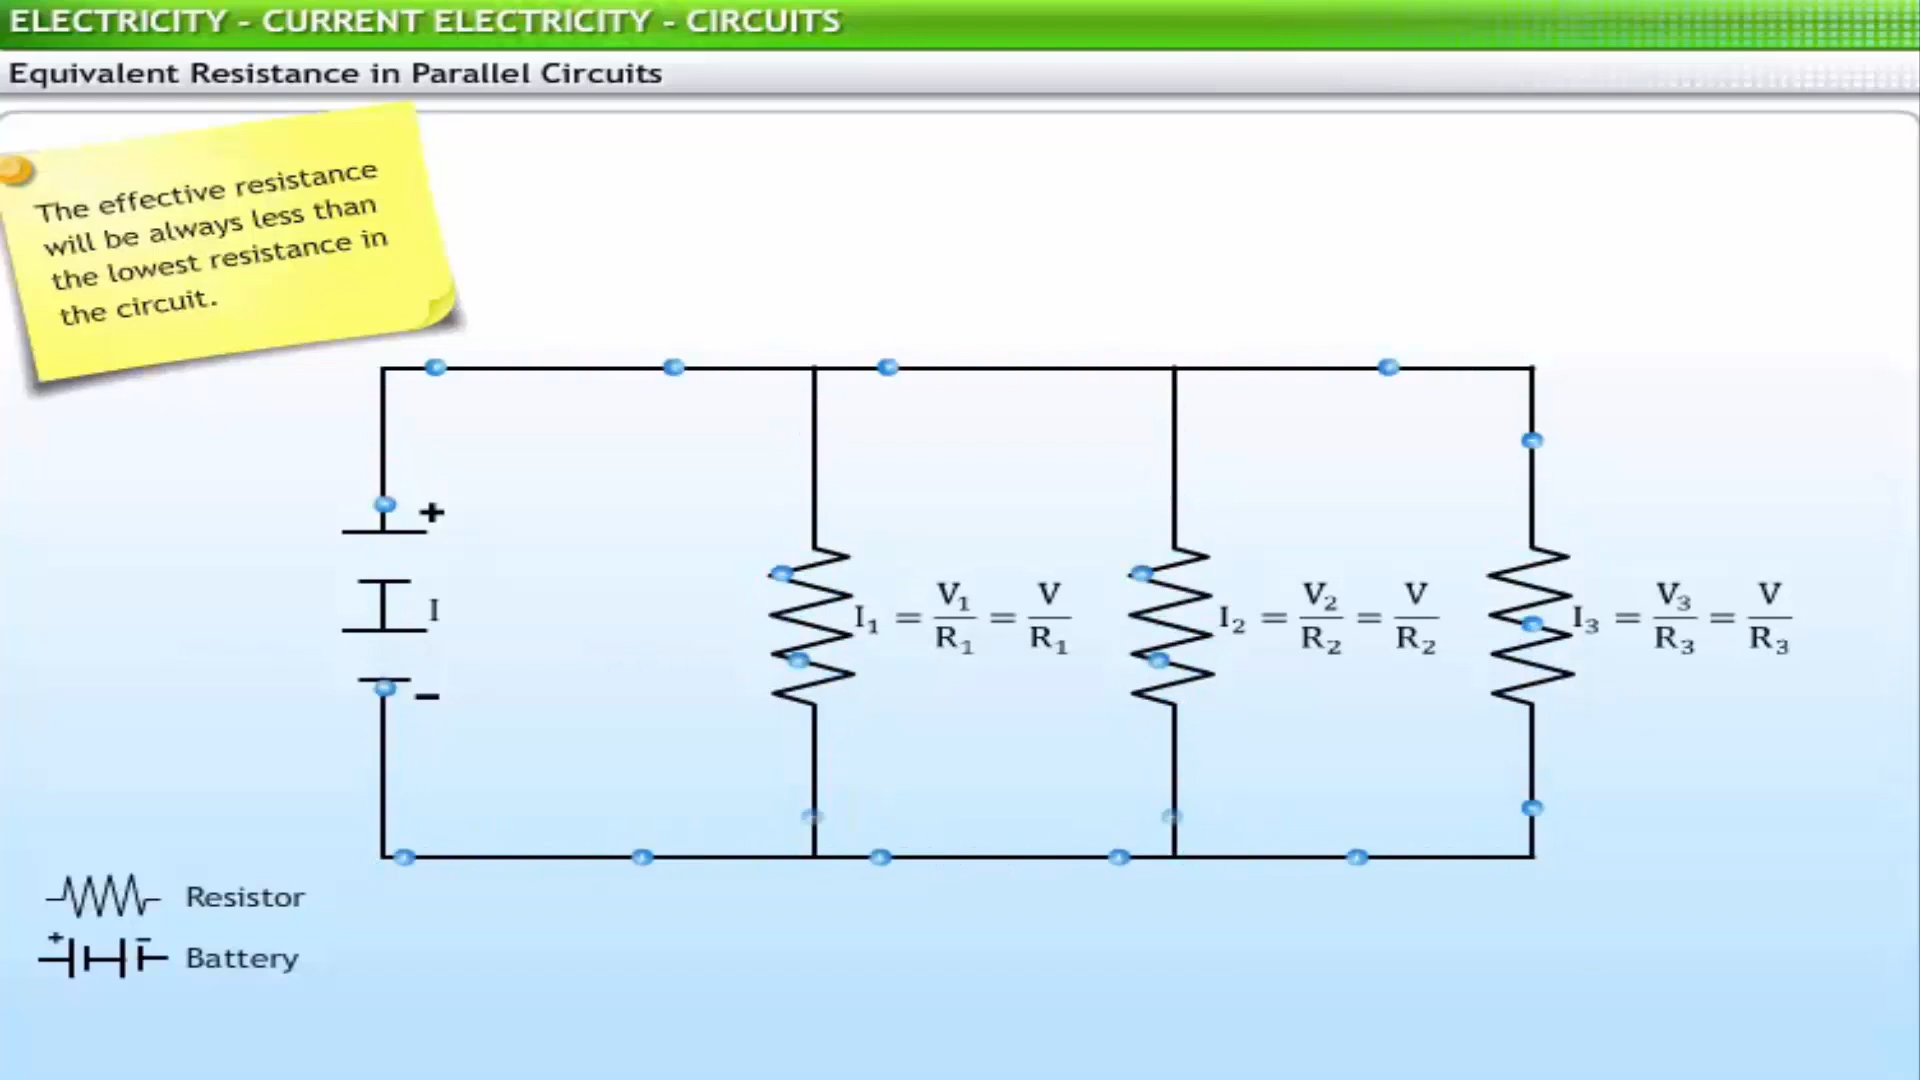 ELECTRICITY - CURRENT ELECTRICITY - CIRCUITS
Equivalent Resistance in Parallel Circuits
The effective resistance
will be always less than
the lowest resistance in
the circuit.
+
I
−
I₁ = V₁/R₁ = V/R₁
I₂ = V₂/R₂ = V/R₂
I₃ = V₃/R₃ = V/R₃
Resistor
+ −
Battery